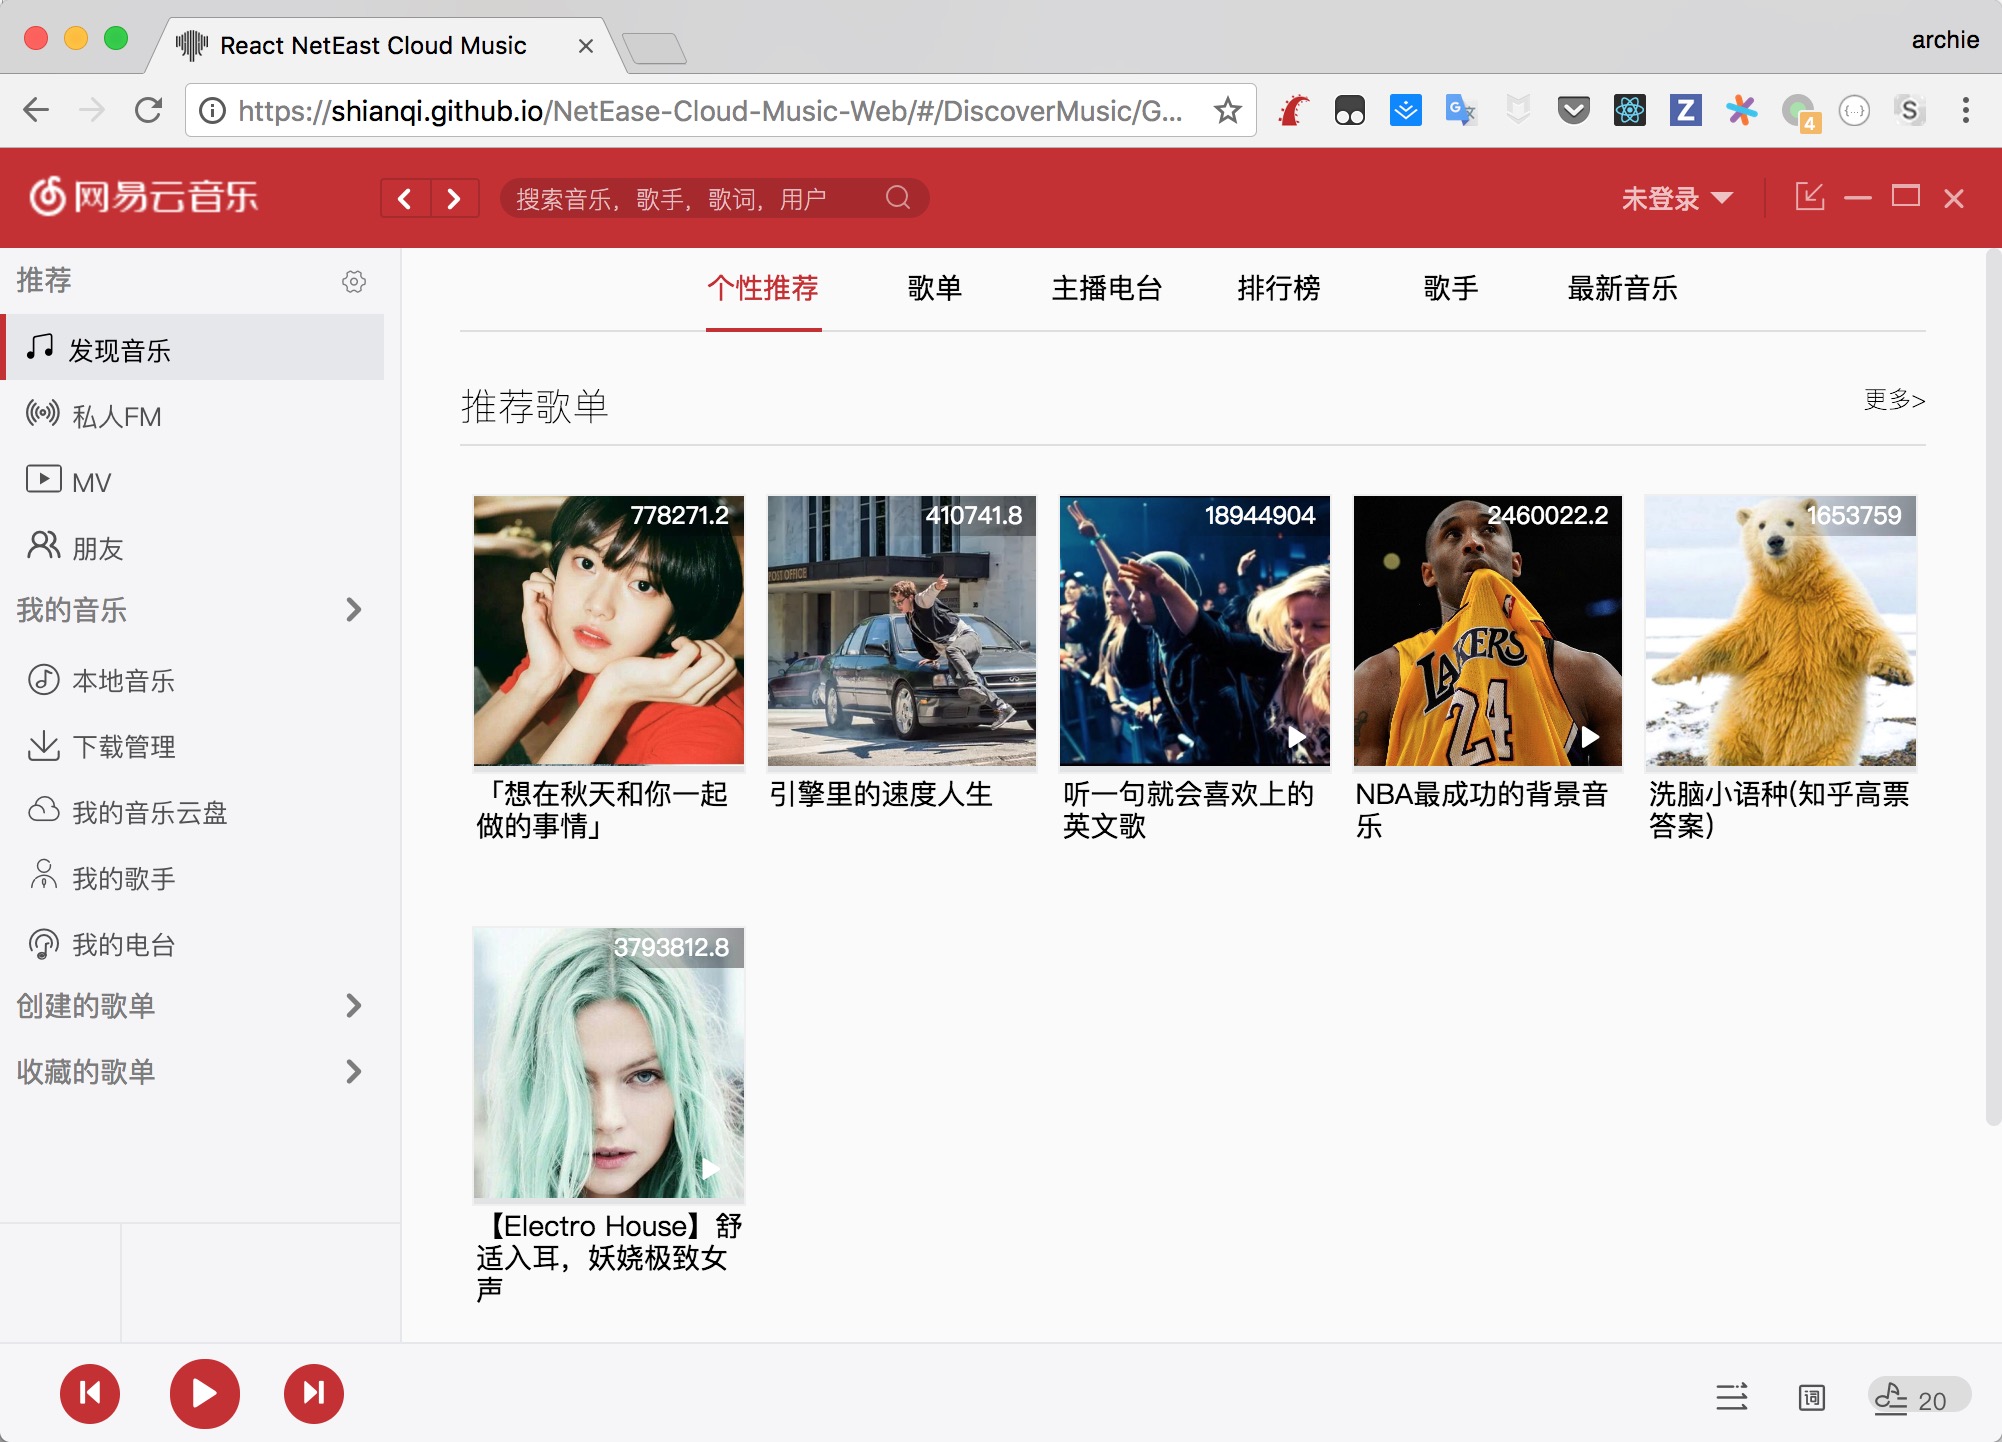 React NetEast Cloud Music
archie
https://shianqi.github.io/NetEase-Cloud-Music-Web/#/DiscoverMusic/G...
4
网易云音乐
搜索音乐，歌手，歌词，用户
未登录
推荐
发现音乐
私人FM
MV
朋友
我的音乐
本地音乐
下载管理
我的音乐云盘
我的歌手
我的电台
创建的歌单
收藏的歌单
个性推荐
歌单
主播电台
排行榜
歌手
最新音乐
推荐歌单
更多>
778271.2
「想在秋天和你一起
做的事情」
410741.8
POST OFFICE
引擎里的速度人生
18944904
听一句就会喜欢上的
英文歌
2460022.2
LAKERS
24
NBA最成功的背景音
乐
1653759
洗脑小语种(知乎高票
答案)
3793812.8
【Electro House】舒
适入耳，妖娆极致女
声
词
20